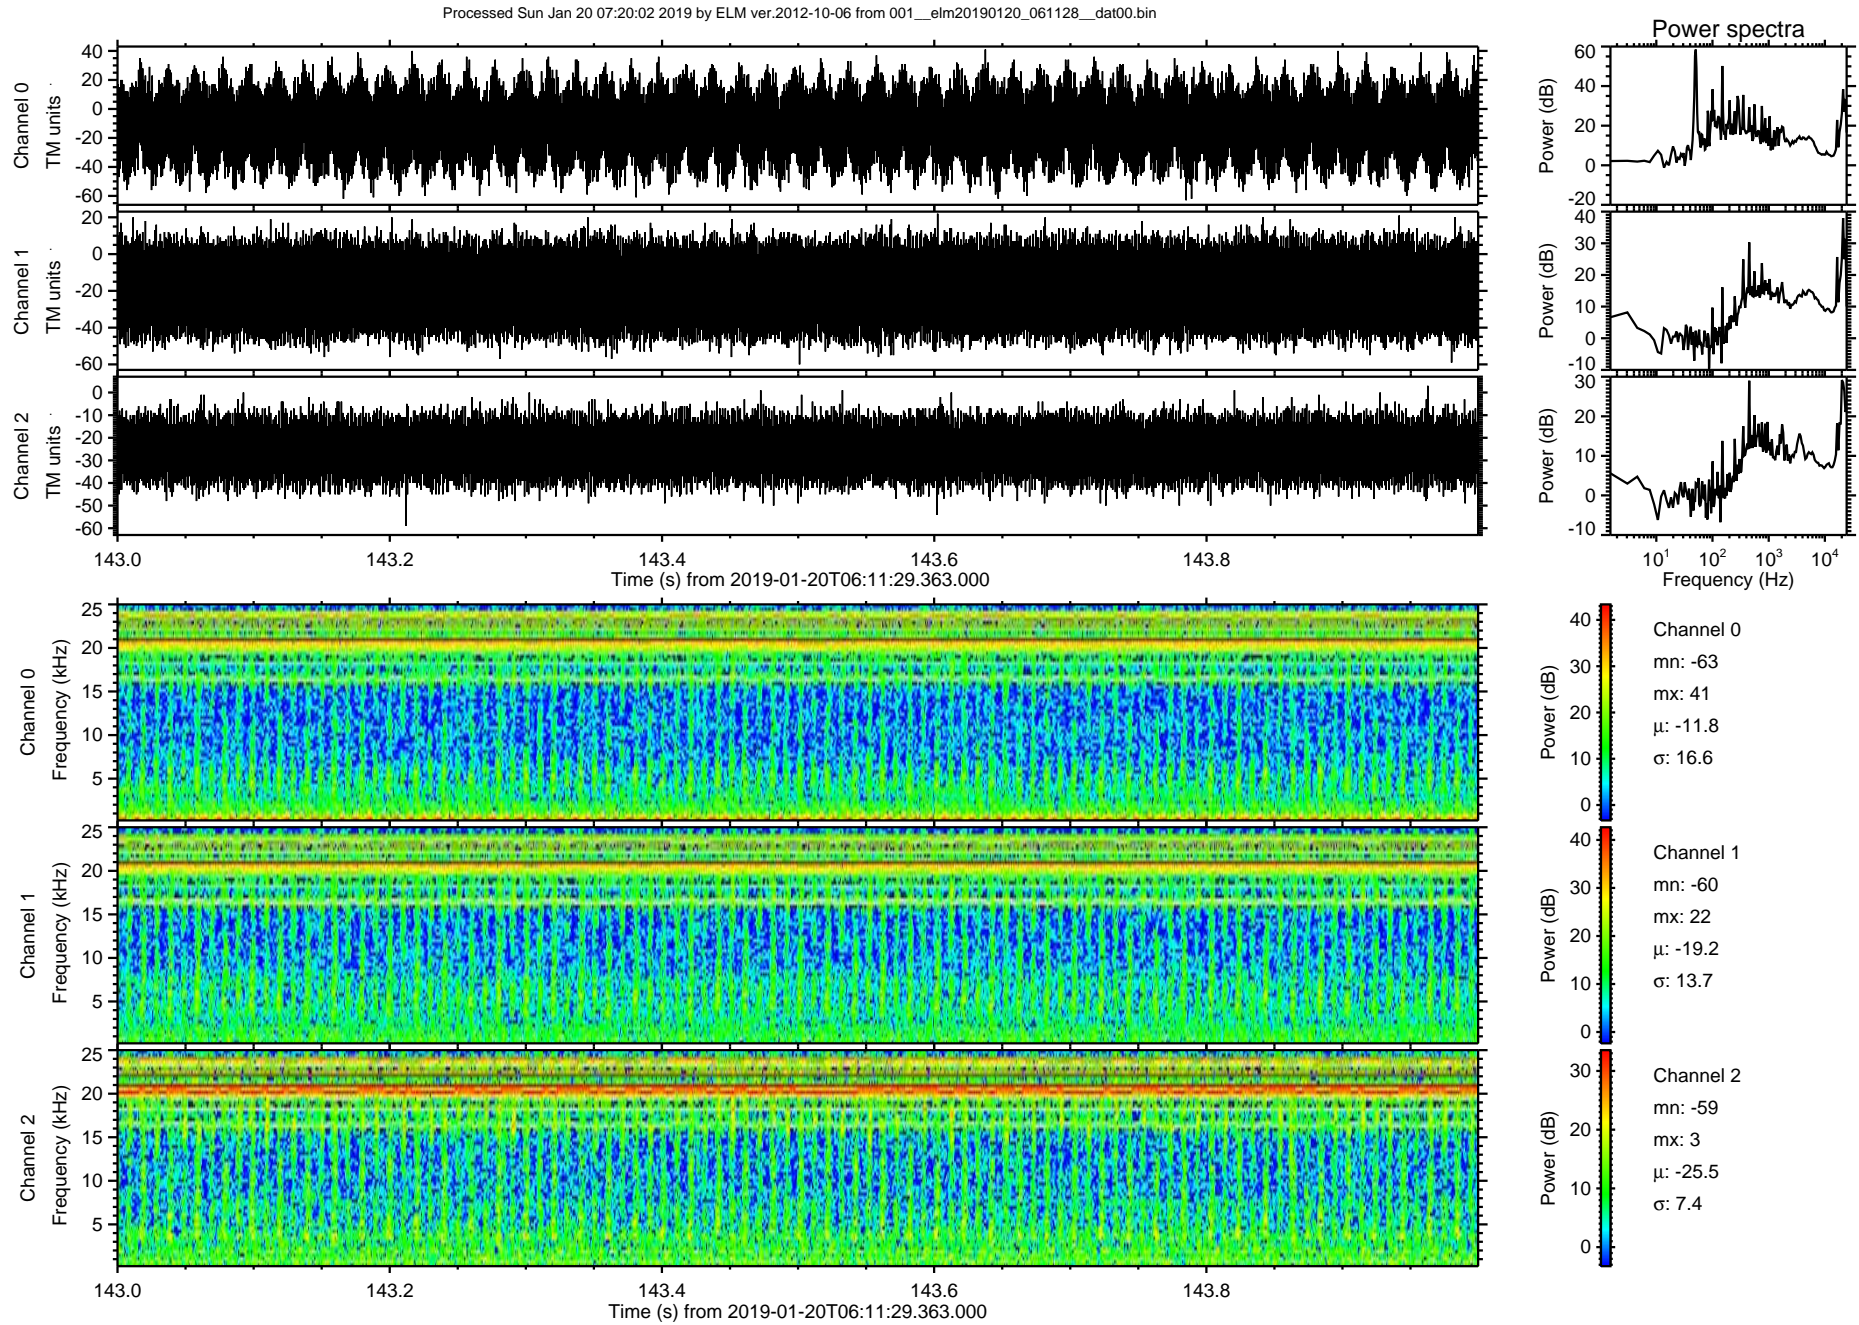 Processed Sun Jan 20 07:20:02 2019 by ELM ver.2012-10-06 from 001__elm20190120_061128__dat00.bin
Power spectra
Channel 0
TM units
40
20
0
-20
-40
-60
Power (dB)
60
40
20
0
-20
Channel 1
TM units
20
0
-20
-40
-60
Power (dB)
40
30
20
10
0
-10
Channel 2
TM units
0
-10
-20
-30
-40
-50
-60
Power (dB)
30
20
10
0
-10
143.0 143.2 143.4 143.6 143.8
Time (s) from 2019-01-20T06:11:29.363.000
10^1 10^2 10^3 10^4
Frequency (Hz)
Channel 0
Frequency (kHz)
25
20
15
10
5
Power (dB)
40
30
20
10
0
Channel 0
mn: -63
mx: 41
μ: -11.8
σ: 16.6
Channel 1
Frequency (kHz)
25
20
15
10
5
Power (dB)
40
30
20
10
0
Channel 1
mn: -60
mx: 22
μ: -19.2
σ: 13.7
Channel 2
Frequency (kHz)
25
20
15
10
5
Power (dB)
30
20
10
0
Channel 2
mn: -59
mx: 3
μ: -25.5
σ: 7.4
143.0 143.2 143.4 143.6 143.8
Time (s) from 2019-01-20T06:11:29.363.000